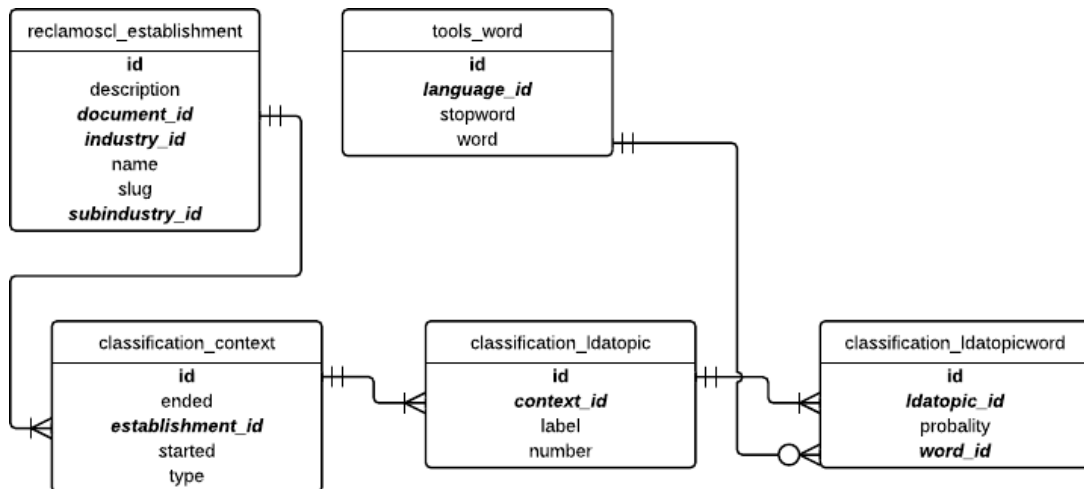 reclamoscl_establishment
id
description
document_id
industry_id
name
slug
subindustry_id
tools_word
id
language_id
stopword
word
classification_context
id
ended
establishment_id
started
type
classification_ldatopic
id
context_id
label
number
classification_ldatopicword
id
ldatopic_id
probality
word_id